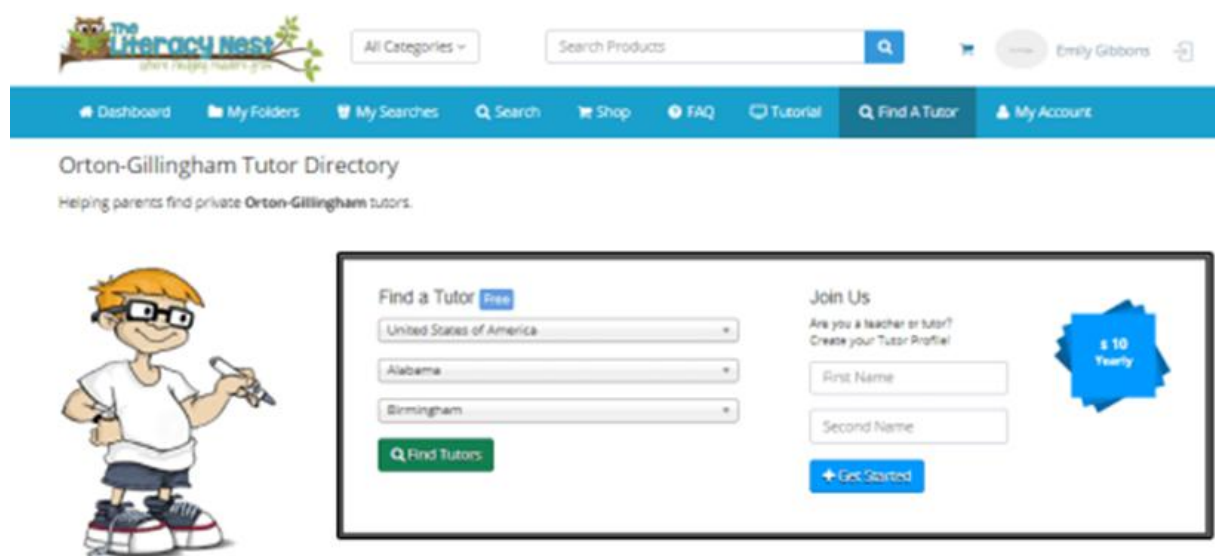 The
Literacy Nest
where fledgling readers grow
All Categories
Search Products
Emily Gibbons
Dashboard My Folders My Searches Search Shop FAQ Tutorial Find A Tutor My Account
Orton-Gillingham Tutor Directory
Helping parents find private Orton-Gillingham tutors.
Find a Tutor Free
United States of America
Alabama
Birmingham
Find Tutors
Join Us
Are you a teacher or tutor?
Create your Tutor Profile!
First Name
Second Name
Get Started
$ 10
Yearly